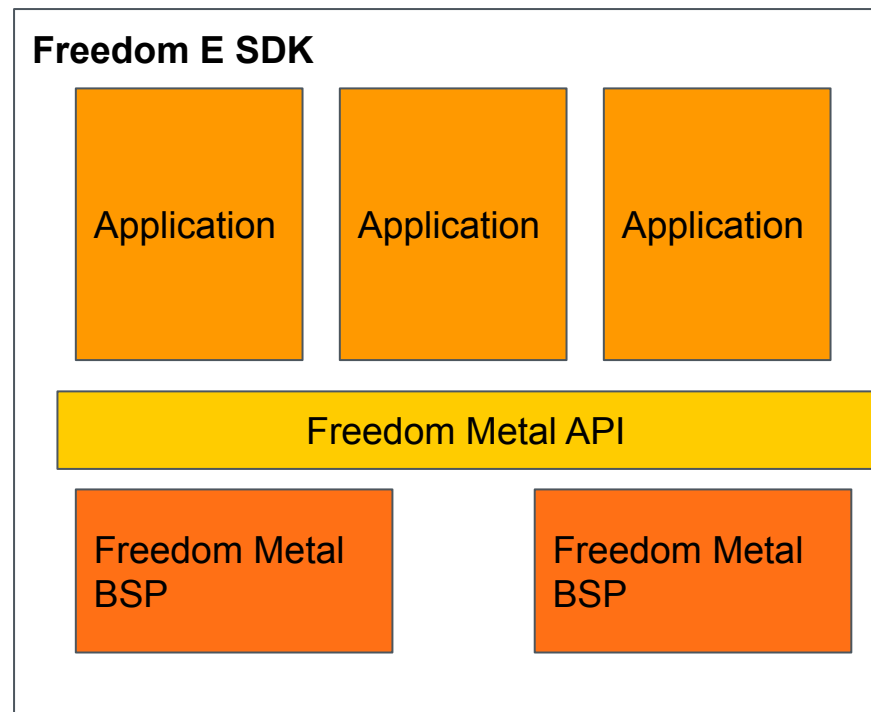 Freedom E SDK
Application
Application
Application
Freedom Metal API
Freedom Metal
BSP
Freedom Metal
BSP